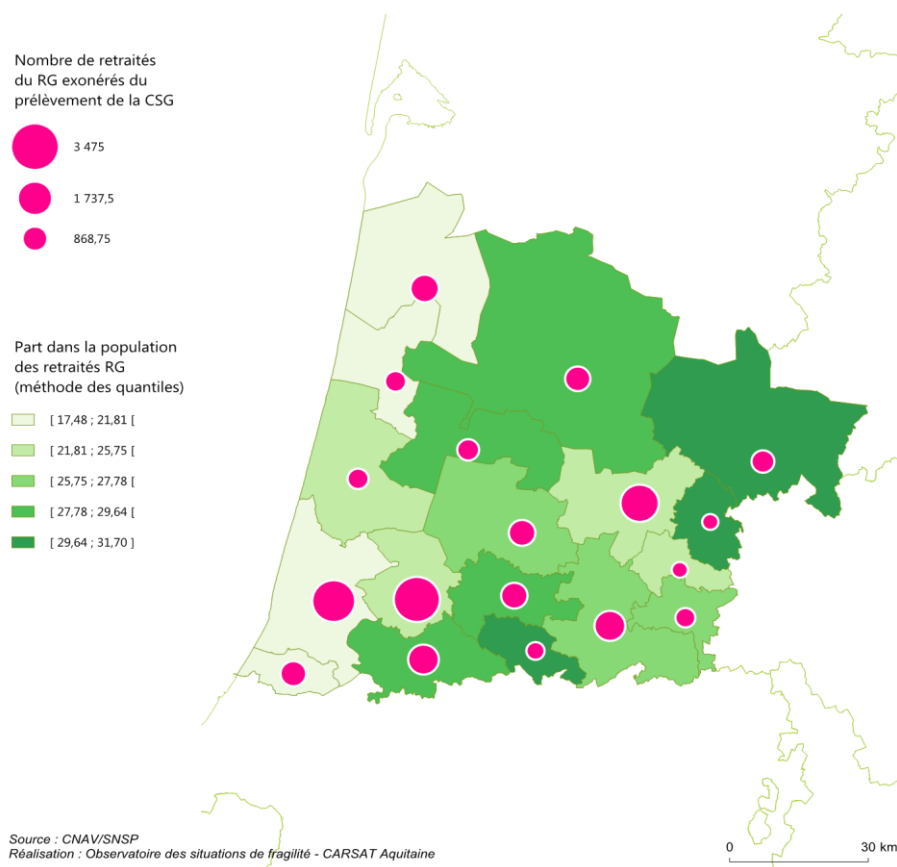 Nombre de retraités
du RG exonérés du
prélèvement de la CSG
3 475
1 737,5
868,75
Part dans la population
des retraités RG
(méthode des quantiles)
[ 17,48 ; 21,81 [
[ 21,81 ; 25,75 [
[ 25,75 ; 27,78 [
[ 27,78 ; 29,64 [
[ 29,64 ; 31,70 ]
Source : CNAV/SNSP
Réalisation : Observatoire des situations de fragilité - CARSAT Aquitaine
0 30 km